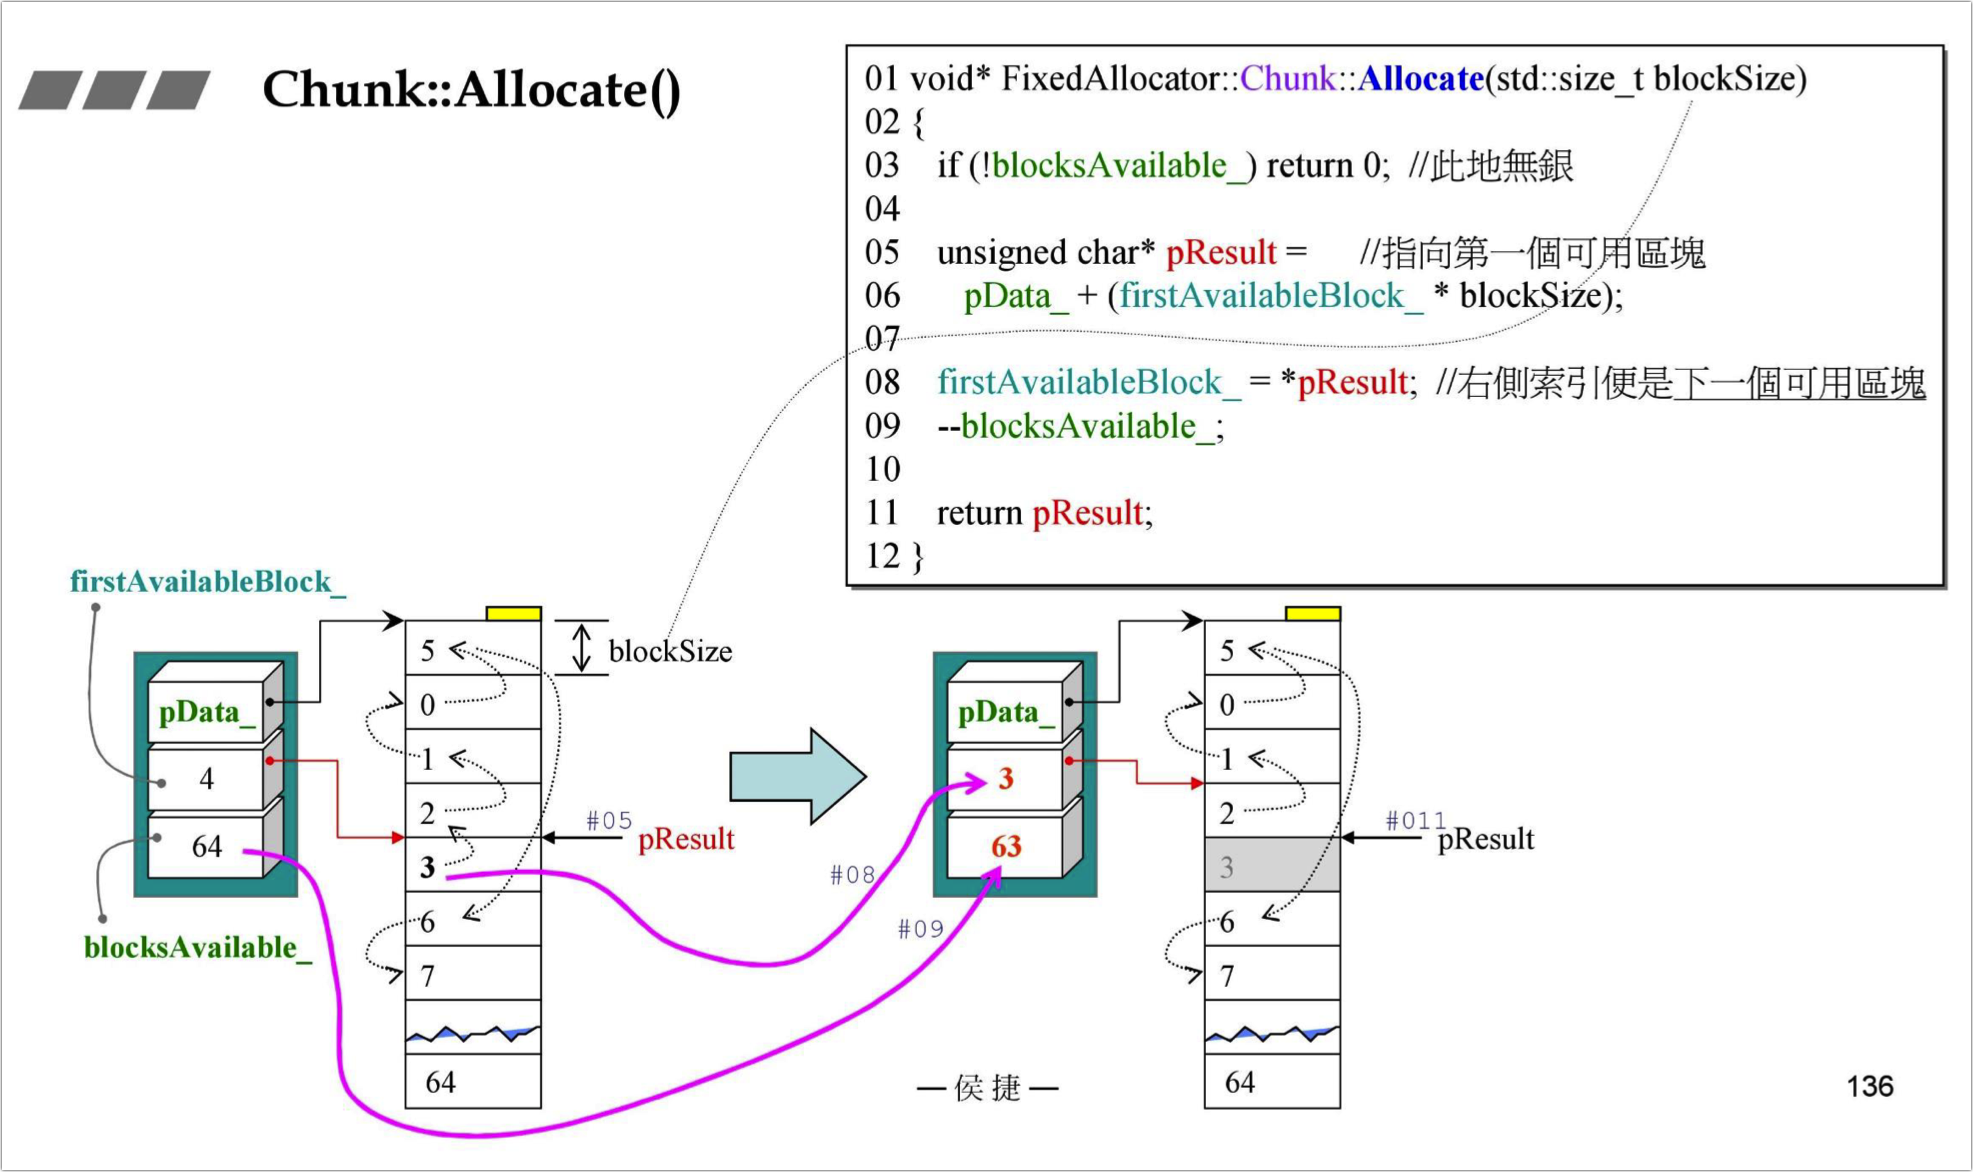 Chunk::Allocate()
01 void* FixedAllocator::Chunk::Allocate(std::size_t blockSize)
02 {
03 if (!blocksAvailable_) return 0; //此地無銀
04
05 unsigned char* pResult = //指向第一個可用區塊
06 pData_ + (firstAvailableBlock_ * blockSize);
07
08 firstAvailableBlock_ = *pResult; //右側索引便是下一個可用區塊
09 --blocksAvailable_;
10
11 return pResult;
12 }
firstAvailableBlock_
pData_
4
64
blocksAvailable_
5
0
1
2
3
6
7
64
blockSize
#05
pResult
#08
#09
pData_
3
63
5
0
1
2
3
6
7
64
#011
pResult
— 侯 捷 —
136